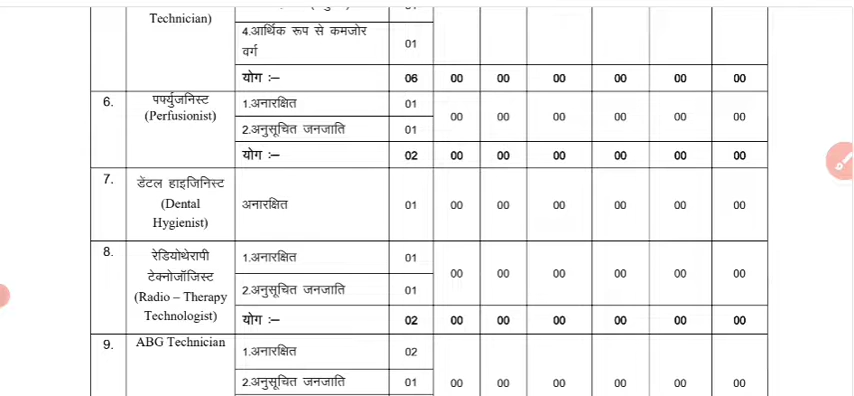 Technician)
4.आर्थिक रूप से कमजोर वर्ग 01
योग :– 06 00 00 00 00 00 00
6. पर्फ्युजनिस्ट (Perfusionist) 1.अनारक्षित 01 00 00 00 00 00 00
2.अनुसूचित जनजाति 01
योग :– 02 00 00 00 00 00 00
7. डेंटल हाइजिनिस्ट (Dental Hygienist) अनारक्षित 01 00 00 00 00 00 00
8. रेडियोथेरापी टेक्नोजॉजिस्ट (Radio – Therapy Technologist) 1.अनारक्षित 01 00 00 00 00 00 00
2.अनुसूचित जनजाति 01
योग :– 02 00 00 00 00 00 00
9. ABG Technician 1.अनारक्षित 02
2.अनुसूचित जनजाति 01 00 00 00 00 00 00